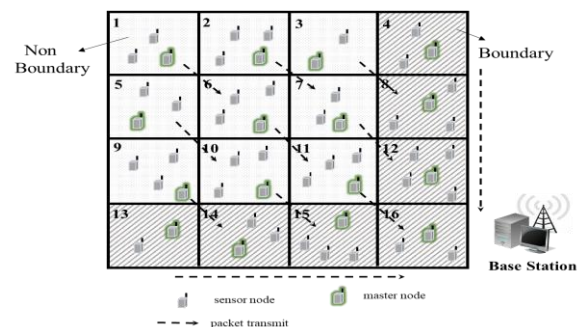 Non
Boundary
Boundary
1 2 3 4
5 6 7 8
9 10 11 12
13 14 15 16
Base Station
sensor node
master node
packet transmit